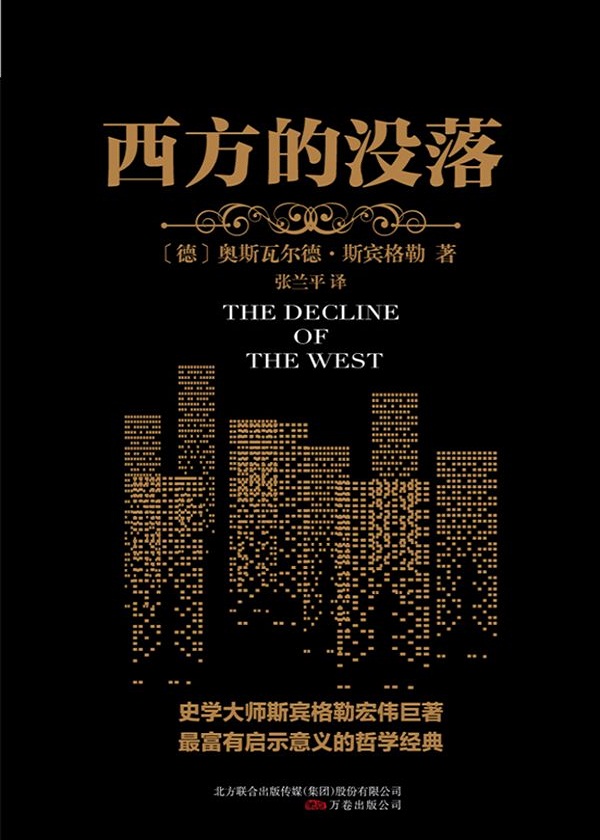 西方的没落
〔德〕奥斯瓦尔德·斯宾格勒 著
张兰平 译
THE DECLINE
OF
THE WEST
史学大师斯宾格勒宏伟巨著
最富有启示意义的哲学经典
北方联合出版传媒(集团)股份有限公司
万卷出版公司